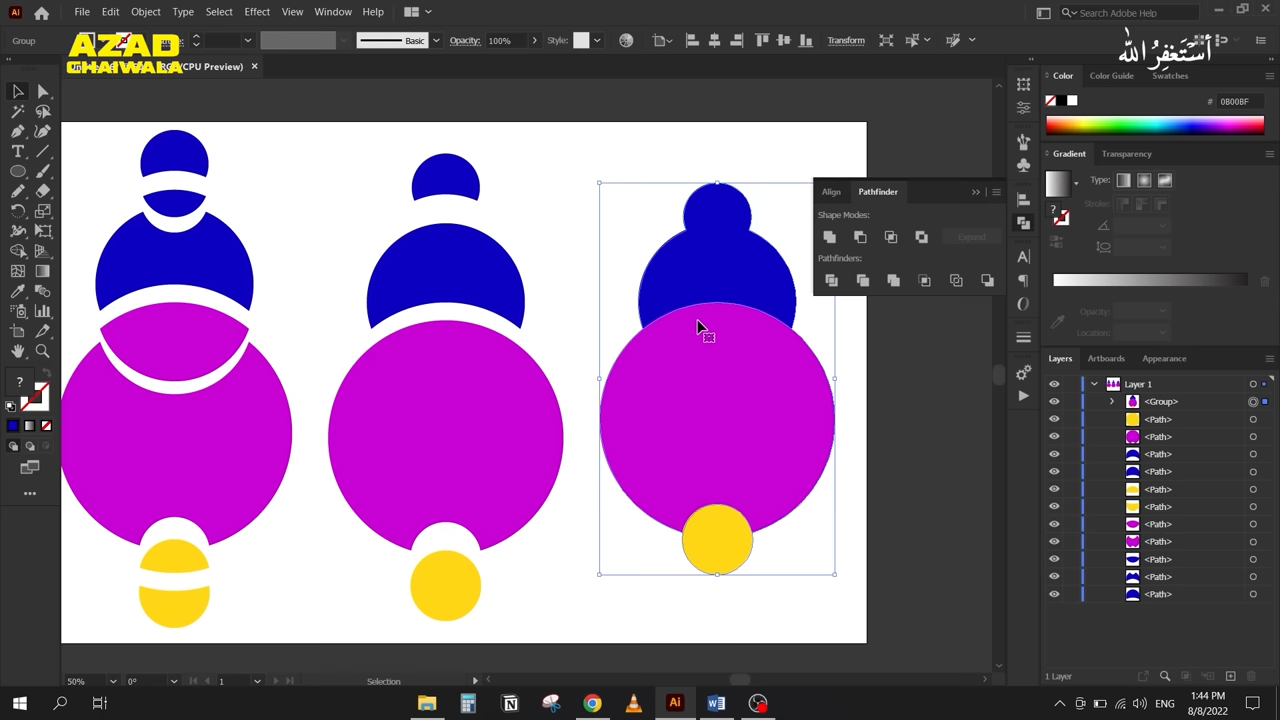 Ai File Edit Object Type Select Effect View Window Help Search Adobe Help
Group Basic Opacity: 100% Style: Transform
AZAD
CHAIWALA
أستغفر الله
(CPU Preview) ×
Color Color Guide Swatches
# 0B00BF
Gradient Transparency
Type:
Stroke:
?
Opacity:
Location:
Align Pathfinder
Shape Modes:
Expand
Pathfinders:
?
Layers Artboards Appearance
Layer 1
<Group>
<Path>
<Path>
<Path>
<Path>
<Path>
<Path>
<Path>
<Path>
<Path>
<Path>
<Path>
1 Layer
50% 0° 1 Selection
ENG
1:44 PM
8/8/2022